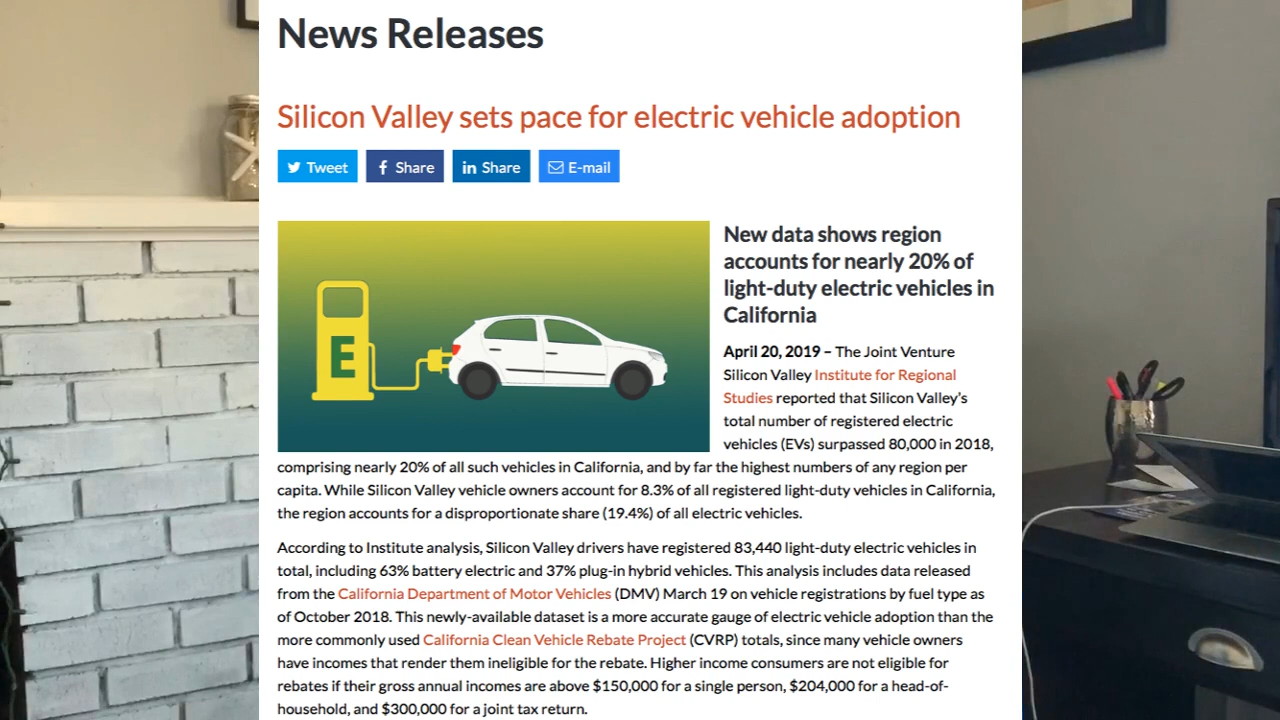 News Releases
Silicon Valley sets pace for electric vehicle adoption
Tweet
Share
in Share
E-mail
E
New data shows region
accounts for nearly 20% of
light-duty electric vehicles in
California
April 20, 2019 – The Joint Venture
Silicon Valley Institute for Regional
Studies reported that Silicon Valley's
total number of registered electric
vehicles (EVs) surpassed 80,000 in 2018,
comprising nearly 20% of all such vehicles in California, and by far the highest numbers of any region per
capita. While Silicon Valley vehicle owners account for 8.3% of all registered light-duty vehicles in California,
the region accounts for a disproportionate share (19.4%) of all electric vehicles.
According to Institute analysis, Silicon Valley drivers have registered 83,440 light-duty electric vehicles in
total, including 63% battery electric and 37% plug-in hybrid vehicles. This analysis includes data released
from the California Department of Motor Vehicles (DMV) March 19 on vehicle registrations by fuel type as
of October 2018. This newly-available dataset is a more accurate gauge of electric vehicle adoption than the
more commonly used California Clean Vehicle Rebate Project (CVRP) totals, since many vehicle owners
have incomes that render them ineligible for the rebate. Higher income consumers are not eligible for
rebates if their gross annual incomes are above $150,000 for a single person, $204,000 for a head-of-
household, and $300,000 for a joint tax return.